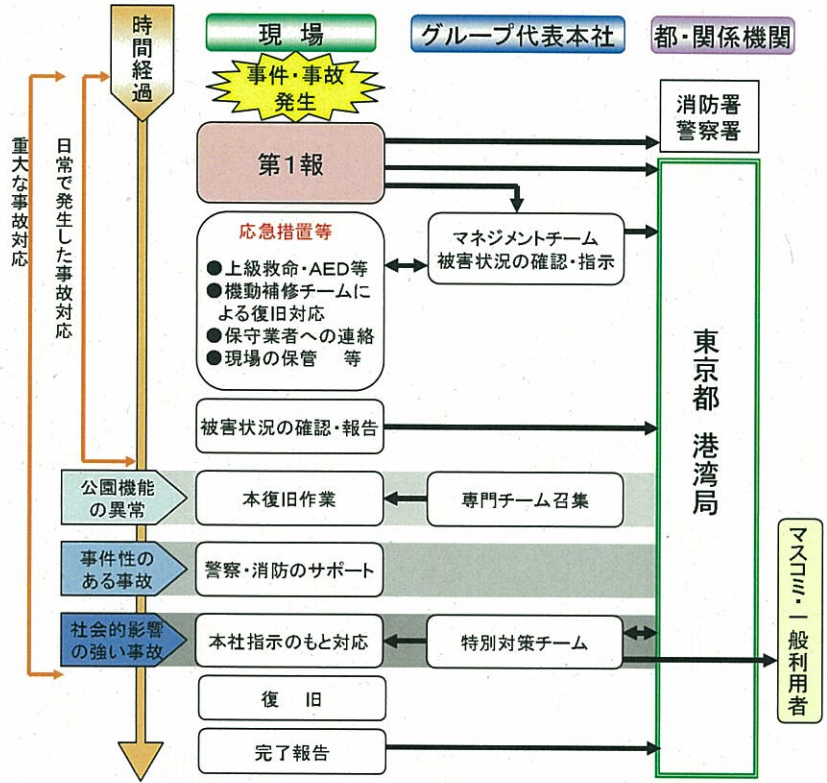 時間経過
現 場
グループ代表本社
都・関係機関
事件・事故
発生
消防署
警察署
重大な事故対応
日常で発生した事故対応
第1報
応急措置等
●上級救命・AED等
●機動補修チームに
よる復旧対応
●保守業者への連絡
●現場の保管 等
マネジメントチーム
被害状況の確認・指示
東京都 港湾局
被害状況の確認・報告
公園機能
の異常
本復旧作業
専門チーム召集
事件性の
ある事故
警察・消防のサポート
社会的影響
の強い事故
本社指示のもと対応
特別対策チーム
マスコミ・一般利用者
復 旧
完了報告